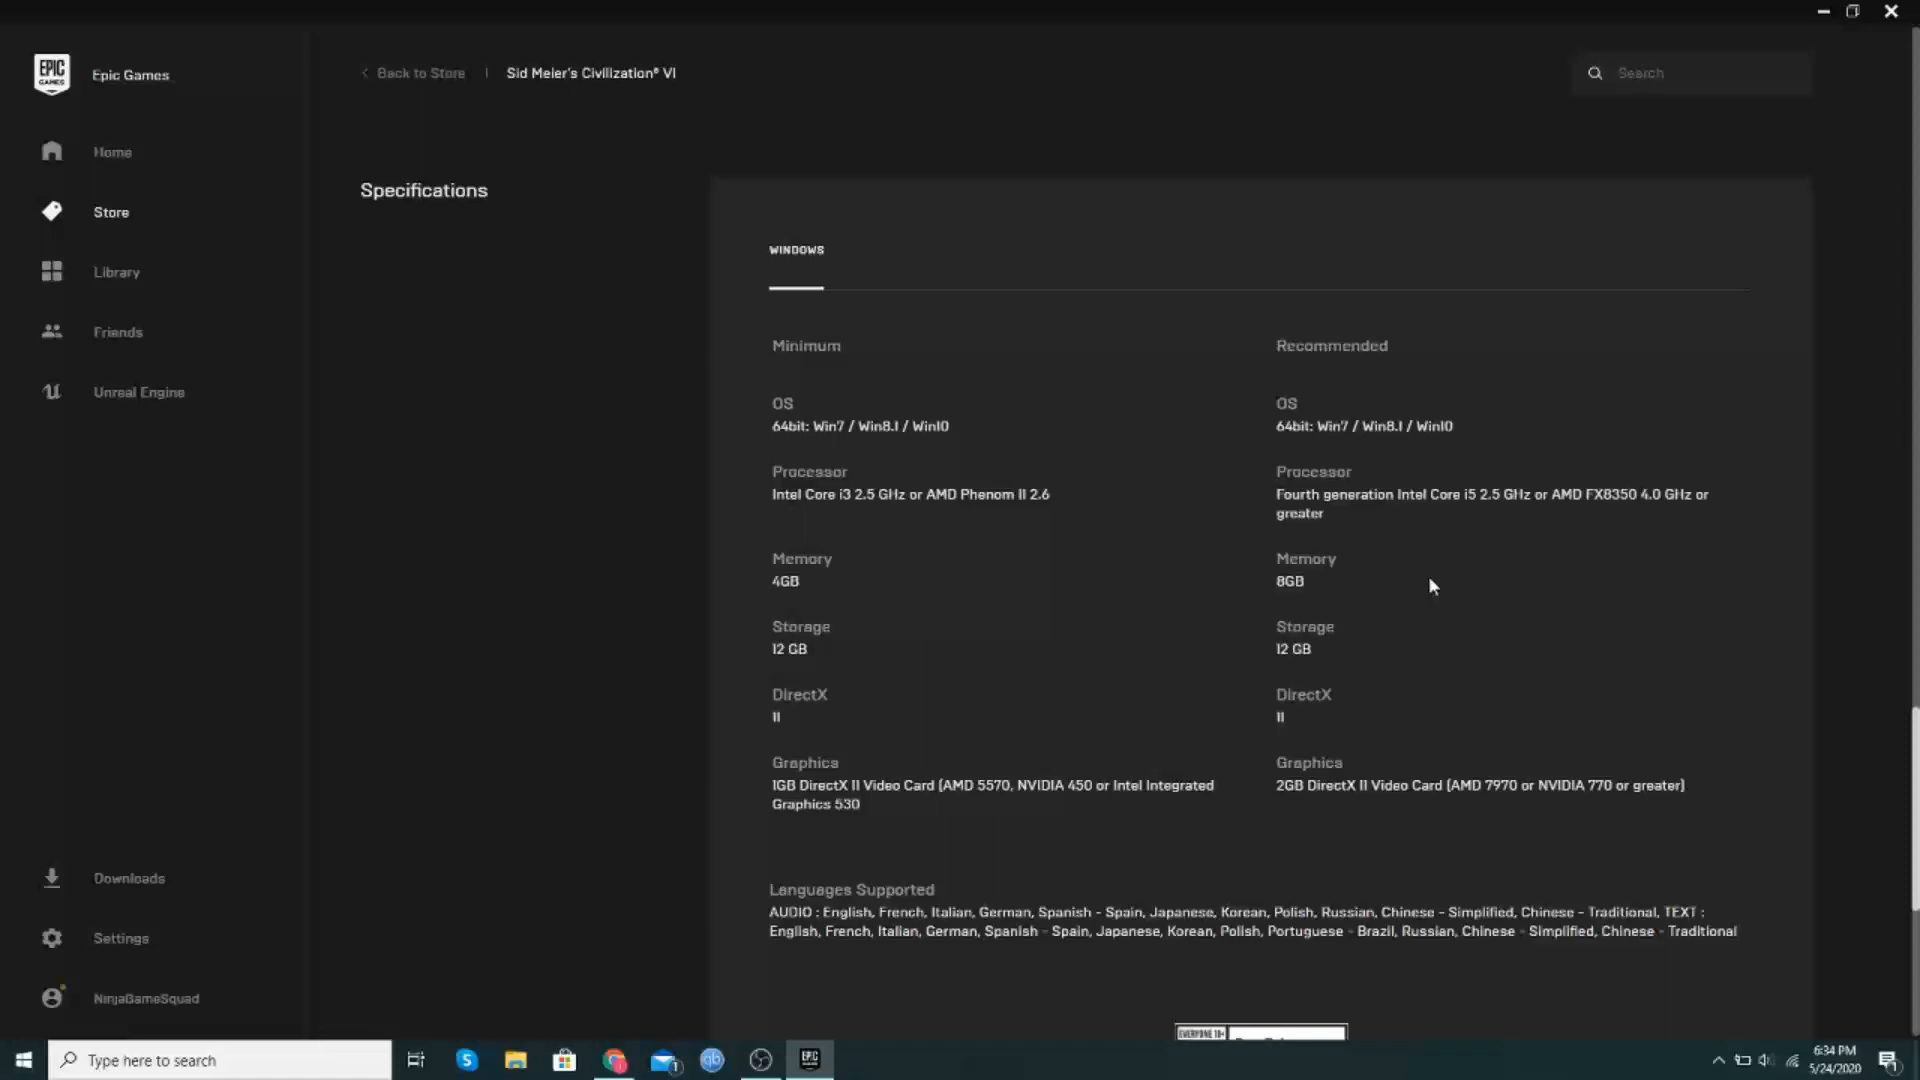 EPIC GAMES
Epic Games
Back to Store | Sid Meier's Civilization® VI
Search
Home
Store
Library
Friends
Unreal Engine
Specifications
WINDOWS
Minimum
Recommended
OS
64bit: Win7 / Win8.1 / Win10
OS
64bit: Win7 / Win8.1 / Win10
Processor
Intel Core i3 2.5 GHz or AMD Phenom II 2.6
Processor
Fourth generation Intel Core i5 2.5 GHz or AMD FX8350 4.0 GHz or
greater
Memory
4GB
Memory
8GB
Storage
12 GB
Storage
12 GB
DirectX
11
DirectX
11
Graphics
1GB DirectX 11 Video Card (AMD 5570, NVIDIA 450 or Intel Integrated
Graphics 530
Graphics
2GB DirectX 11 Video Card (AMD 7970 or NVIDIA 770 or greater)
Languages Supported
AUDIO : English, French, Italian, German, Spanish - Spain, Japanese, Korean, Polish, Russian, Chinese - Simplified, Chinese - Traditional, TEXT :
English, French, Italian, German, Spanish - Spain, Japanese, Korean, Polish, Portuguese - Brazil, Russian, Chinese - Simplified, Chinese - Traditional
EVERYONE 10+
Downloads
Settings
NinjaGameSquad
Type here to search
6:34 PM
5/24/2020